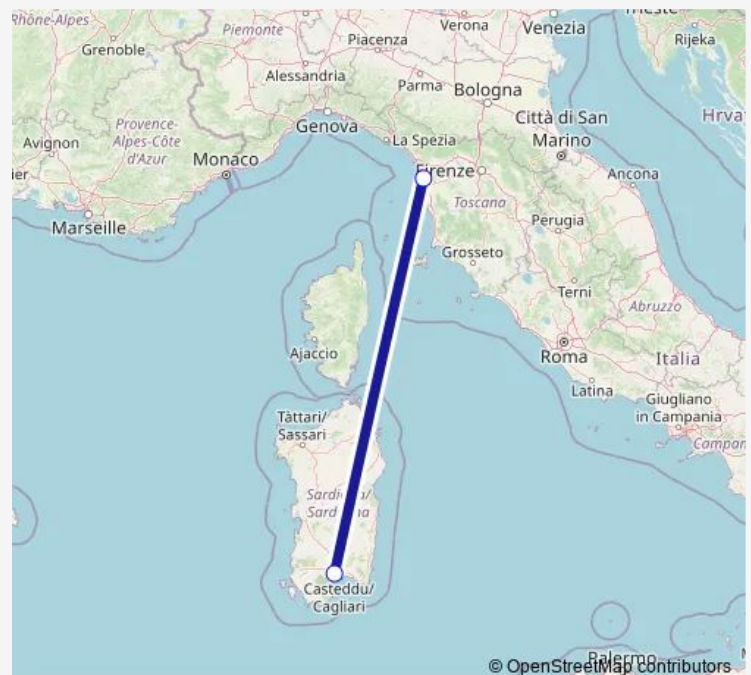 Rhône-Alpes
Grenoble
Piemonte
Piacenza
Verona
Venezia
Trieste
Rijeka
Alessandria
Parma
Bologna
Hrva
Avignon
Provence-
Alpes-Côte
d'Azur
Genova
La Spezia
Città di San
Marino
ier
Monaco
Firenze
Ancona
Marseille
Toscana
Perugia
Grosseto
Terni
Abruzzo
Ajaccio
Roma
Italia
Latina
Giugliano
in Campania
Tàttari/
Sassari
Campan
Casteddu/
Cagliari
Palermo
© OpenStreetMap contributors